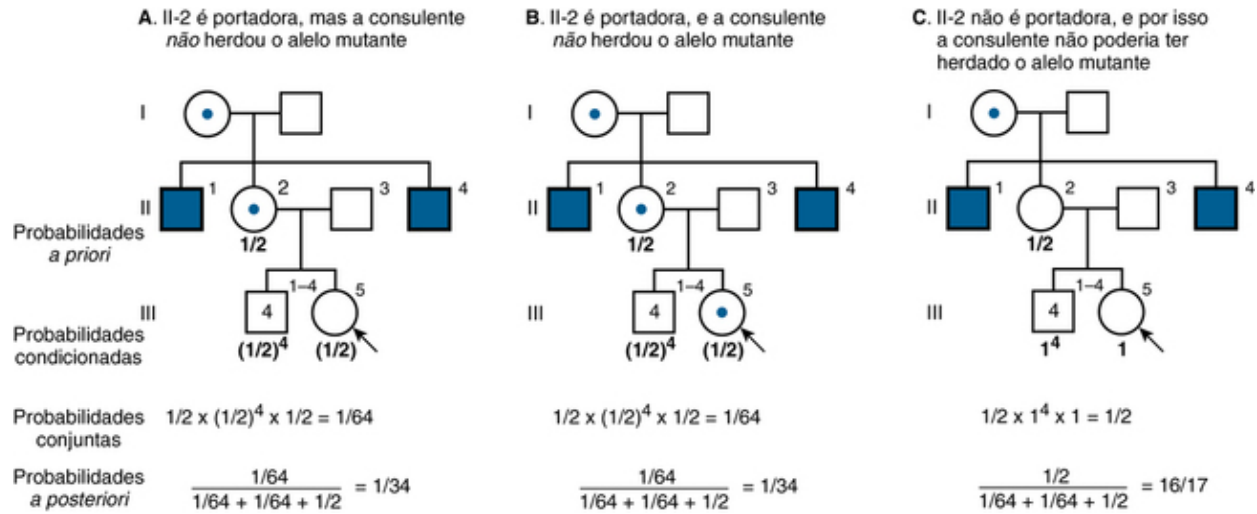 A. II-2 é portadora, mas a consulente
não herdou o alelo mutante
B. II-2 é portadora, e a consulente
não herdou o alelo mutante
C. II-2 não é portadora, e por isso
a consulente não poderia ter
herdado o alelo mutante
I
I
I
1
2
3
4
1
2
3
4
1
2
3
4
II
II
II
Probabilidades
a priori
1/2
1/2
1/2
1–4
5
1–4
5
1–4
5
III
4
III
4
III
4
Probabilidades
condicionadas
(1/2)⁴
(1/2)
(1/2)⁴
(1/2)
1⁴
1
Probabilidades
conjuntas
1/2 x (1/2)⁴ x 1/2 = 1/64
1/2 x (1/2)⁴ x 1/2 = 1/64
1/2 x 1⁴ x 1 = 1/2
Probabilidades
a posteriori
1/64
1/64 + 1/64 + 1/2
= 1/34
1/64
1/64 + 1/64 + 1/2
= 1/34
1/2
1/64 + 1/64 + 1/2
= 16/17